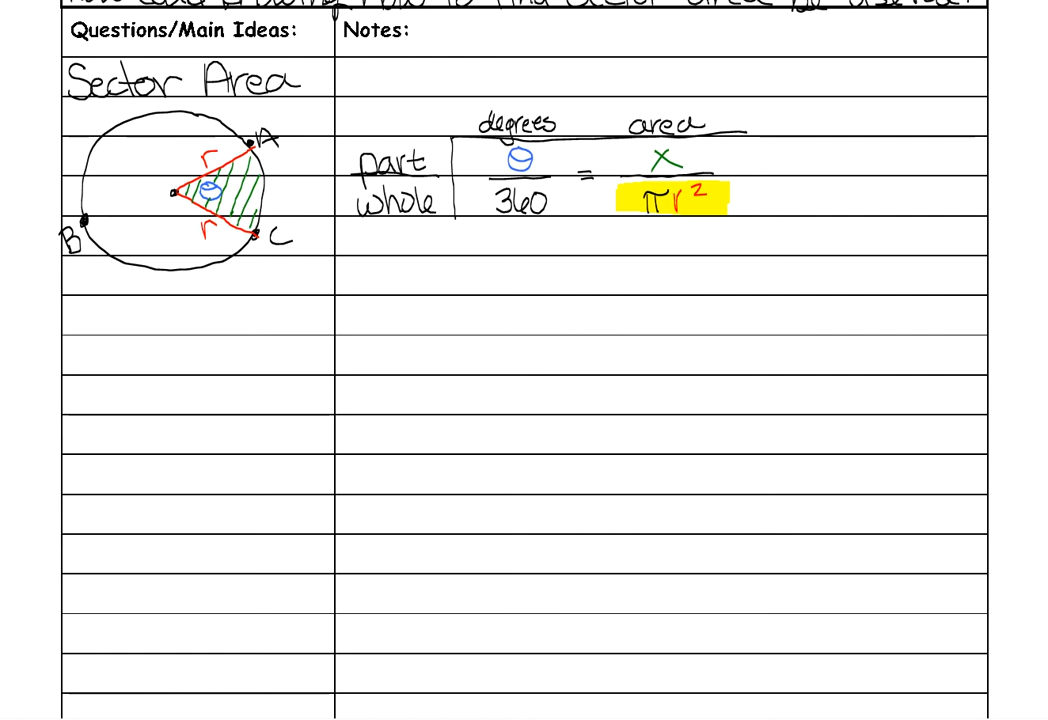 Questions/Main Ideas: Notes:
Sector Area
degrees area
A
r
part θ x
θ = 
whole 360 πr²
r
B C